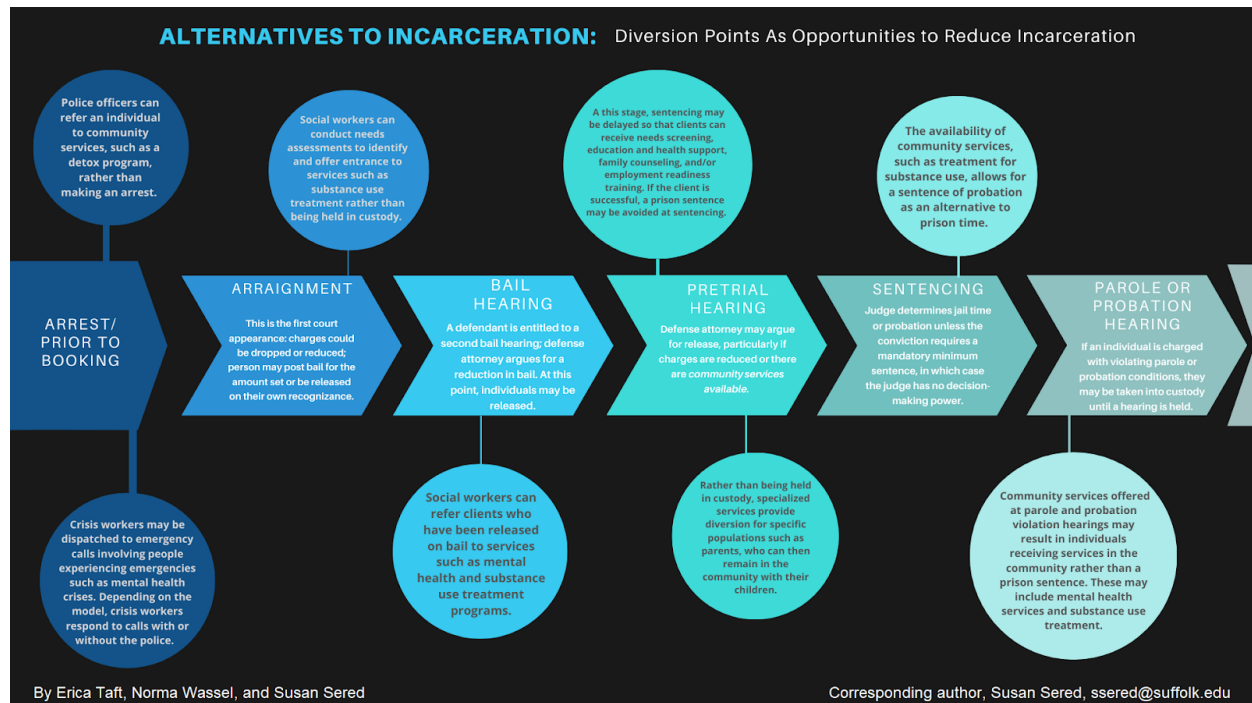 ALTERNATIVES TO INCARCERATION: Diversion Points As Opportunities to Reduce Incarceration
Police officers can
refer an individual
to community
services, such as a
detox program,
rather than
making an arrest.
Social workers can
conduct needs
assessments to identify
and offer entrance to
services such as
substance use
treatment rather than
being held in custody.
A this stage, sentencing may
be delayed so that clients can
receive needs screening,
education and health support,
family counseling, and/or
employment readiness
training. If the client is
successful, a prison sentence
may be avoided at sentencing.
The availability of
community services,
such as treatment for
substance use, allows for
a sentence of probation
as an alternative to
prison time.
ARREST/
PRIOR TO
BOOKING
ARRAIGNMENT
This is the first court
appearance: charges could
be dropped or reduced;
person may post bail for the
amount set or be released
on their own recognizance.
BAIL
HEARING
A defendant is entitled to a
second bail hearing; defense
attorney argues for a
reduction in bail. At this
point, individuals may be
released.
PRETRIAL
HEARING
Defense attorney may argue
for release, particularly if
charges are reduced or there
are community services
available.
SENTENCING
Judge determines jail time
or probation unless the
conviction requires a
mandatory minimum
sentence, in which case
the judge has no decision-
making power.
PAROLE OR
PROBATION
HEARING
If an individual is charged
with violating parole or
probation conditions, they
may be taken into custody
until a hearing is held.
Crisis workers may be
dispatched to emergency
calls involving people
experiencing emergencies
such as mental health
crises. Depending on the
model, crisis workers
respond to calls with or
without the police.
Social workers can
refer clients who
have been released
on bail to services
such as mental
health and substance
use treatment
programs.
Rather than being held
in custody, specialized
services provide
diversion for specific
populations such as
parents, who can then
remain in the
community with their
children.
Community services offered
at parole and probation
violation hearings may
result in individuals
receiving services in the
community rather than a
prison sentence. These may
include mental health
services and substance use
treatment.
By Erica Taft, Norma Wassel, and Susan Sered
Corresponding author, Susan Sered, ssered@suffolk.edu